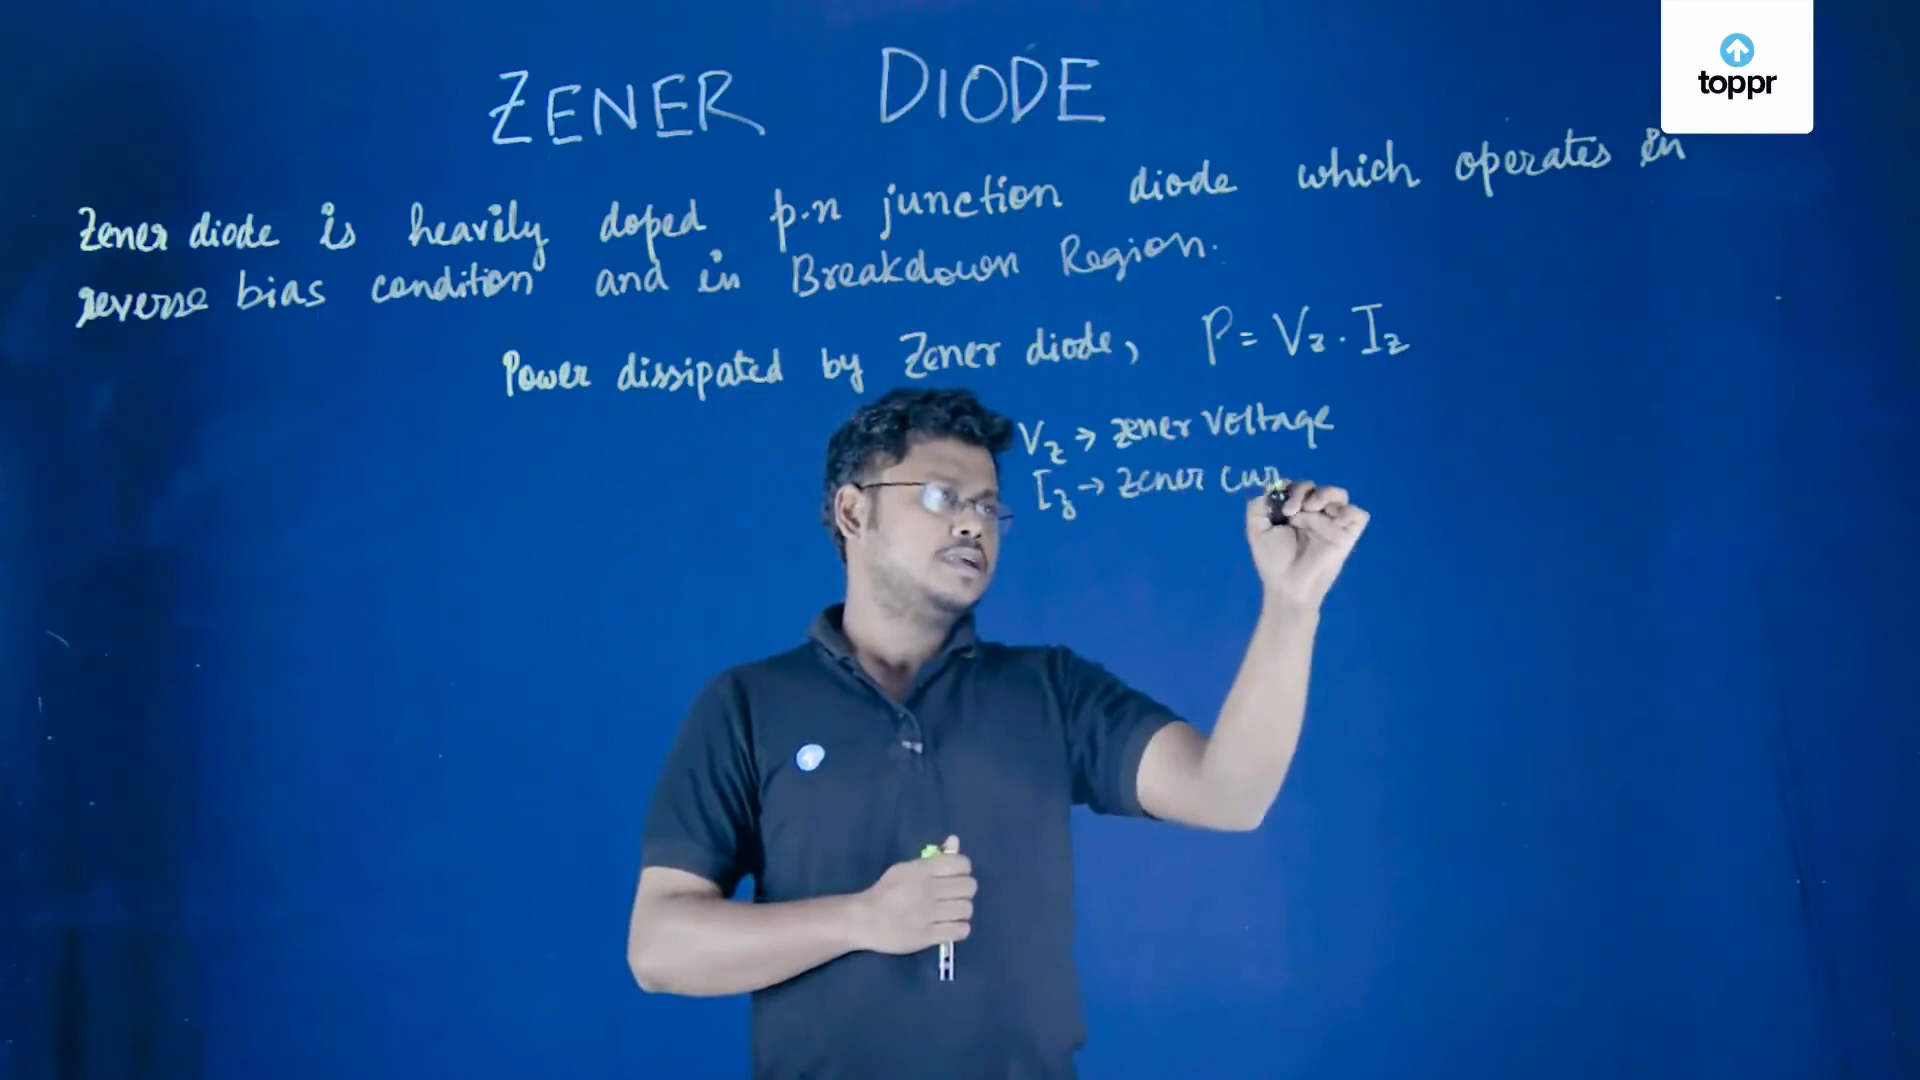 toppr
ZENER DIODE
Zener diode is heavily doped p.n junction diode which operates in
reverse bias condition and in Breakdown Region.
Power dissipated by Zener diode, P = Vz . Iz
Vz → zener voltage
Iz → zener cur